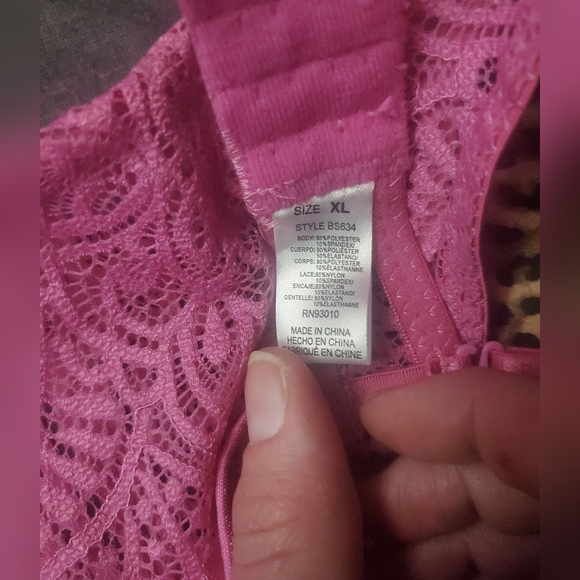 SIZE XL
STYLE BS634
BODY: 90%POLYESTER
10%SPANDEX/
CUERPO: 90%POLYESTER
10%ELASTANO/
CORPS: 90%POLYESTER
10%ELASTHANNE
LACE:90%NYLON
10%SPANDEX/
ENCAJE:90%NYLON
10%ELASTANO/
DENTELLE: 90%NYLON
10%ELASTHANNE
RN93010
MADE IN CHINA
HECHO EN CHINA
FABRIQUÉ EN CHINE